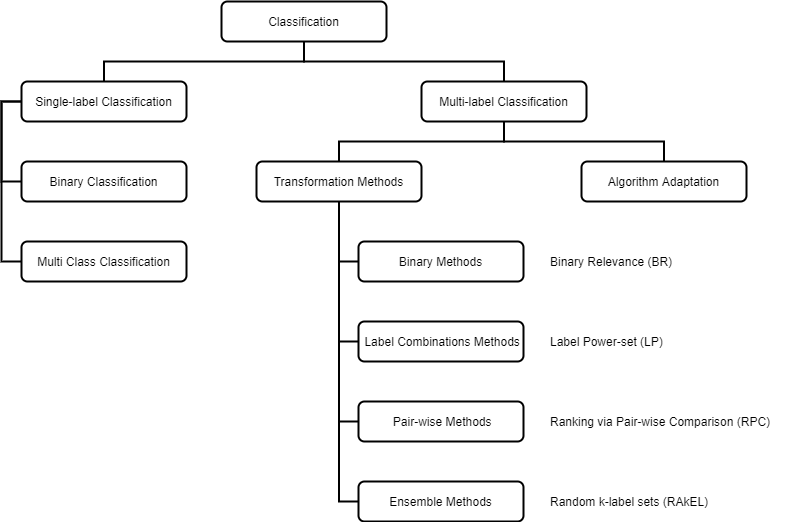 Classification
Single-label Classification
Multi-label Classification
Binary Classification
Transformation Methods
Algorithm Adaptation
Multi Class Classification
Binary Methods
Binary Relevance (BR)
Label Combinations Methods
Label Power-set (LP)
Pair-wise Methods
Ranking via Pair-wise Comparison (RPC)
Ensemble Methods
Random k-label sets (RAkEL)